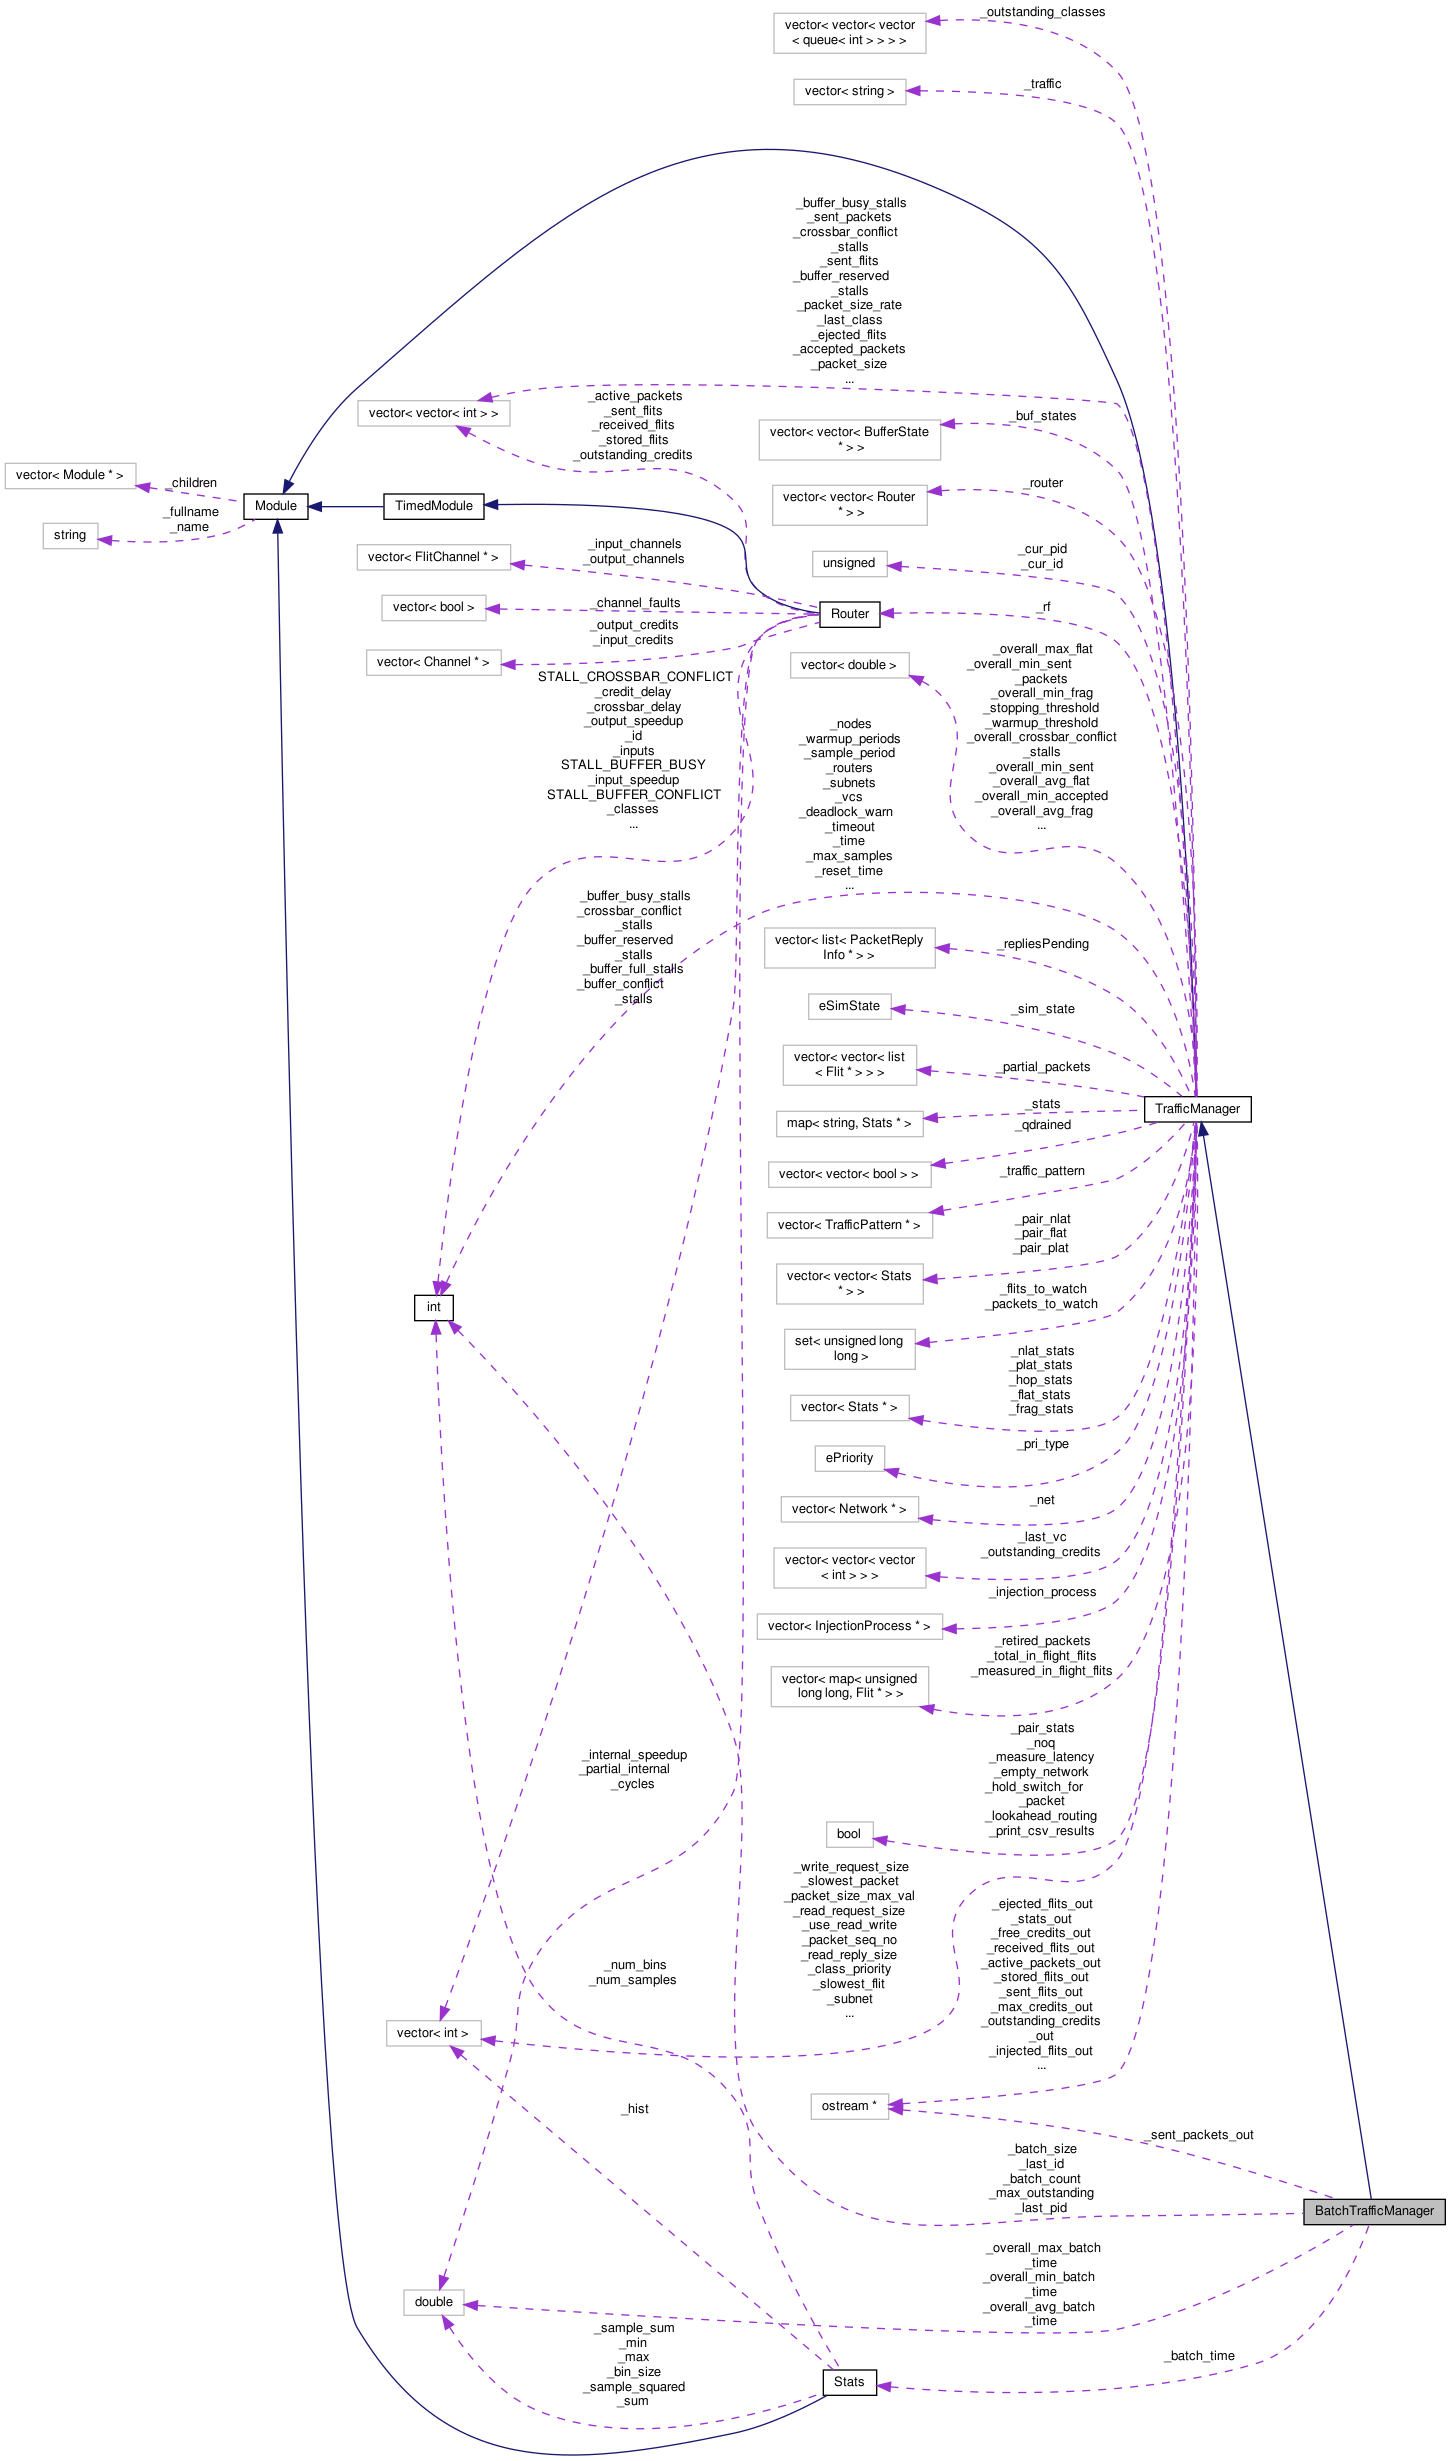 _outstanding_classes
vector< vector< vector
< queue< int > > > >
_traffic
vector< string >
_buffer_busy_stalls
_sent_packets
_crossbar_conflict
_stalls
_sent_flits
_buffer_reserved
_stalls
_packet_size_rate
_last_class
_ejected_flits
_accepted_packets
_packet_size
...
vector< vector< int > >
_active_packets
_sent_flits
_received_flits
_stored_flits
_outstanding_credits
_buf_states
vector< vector< BufferState
* > >
vector< Module * >
_children
_fullname
_name
string
Module
TimedModule
_router
vector< vector< Router
* > >
_input_channels
_output_channels
vector< FlitChannel * >
_cur_pid
_cur_id
unsigned
vector< bool >
_channel_faults
Router
_rf
_output_credits
_input_credits
vector< Channel * >
vector< double >
_overall_max_flat
_overall_min_sent
_packets
_overall_min_frag
_stopping_threshold
_warmup_threshold
_overall_crossbar_conflict
_stalls
_overall_min_sent
_overall_avg_flat
_overall_min_accepted
_overall_avg_frag
...
STALL_CROSSBAR_CONFLICT
_credit_delay
_crossbar_delay
_output_speedup
_id
_inputs
STALL_BUFFER_BUSY
_input_speedup
STALL_BUFFER_CONFLICT
_classes
...
_nodes
_warmup_periods
_sample_period
_routers
_subnets
_vcs
_deadlock_warn
_timeout
_time
_max_samples
_reset_time
...
_buffer_busy_stalls
_crossbar_conflict
_stalls
_buffer_reserved
_stalls
_buffer_full_stalls
_buffer_conflict
_stalls
vector< list< PacketReply
Info * > >
_repliesPending
eSimState
_sim_state
vector< vector< list
< Flit * > > >
_partial_packets
TrafficManager
map< string, Stats * >
_stats
_qdrained
vector< vector< bool > >
_traffic_pattern
vector< TrafficPattern * >
_pair_nlat
_pair_flat
_pair_plat
vector< vector< Stats
* > >
int
_flits_to_watch
_packets_to_watch
set< unsigned long
long >
_nlat_stats
_plat_stats
_hop_stats
_flat_stats
_frag_stats
vector< Stats * >
_pri_type
ePriority
_net
vector< Network * >
_last_vc
_outstanding_credits
vector< vector< vector
< int > > >
_injection_process
vector< InjectionProcess * >
_retired_packets
_total_in_flight_flits
_measured_in_flight_flits
vector< map< unsigned
long long, Flit * > >
_pair_stats
_noq
_measure_latency
_empty_network
_hold_switch_for
_packet
_lookahead_routing
_print_csv_results
_internal_speedup
_partial_internal
_cycles
bool
_write_request_size
_slowest_packet
_packet_size_max_val
_read_request_size
_use_read_write
_packet_seq_no
_read_reply_size
_class_priority
_slowest_flit
_subnet
...
_ejected_flits_out
_stats_out
_free_credits_out
_received_flits_out
_active_packets_out
_stored_flits_out
_sent_flits_out
_max_credits_out
_outstanding_credits
_out
_injected_flits_out
...
_num_bins
_num_samples
vector< int >
_hist
ostream *
_sent_packets_out
_batch_size
_last_id
_batch_count
_max_outstanding
_last_pid
BatchTrafficManager
_overall_max_batch
_time
_overall_min_batch
_time
_overall_avg_batch
_time
double
_sample_sum
_min
_max
_bin_size
_sample_squared
_sum
Stats
_batch_time